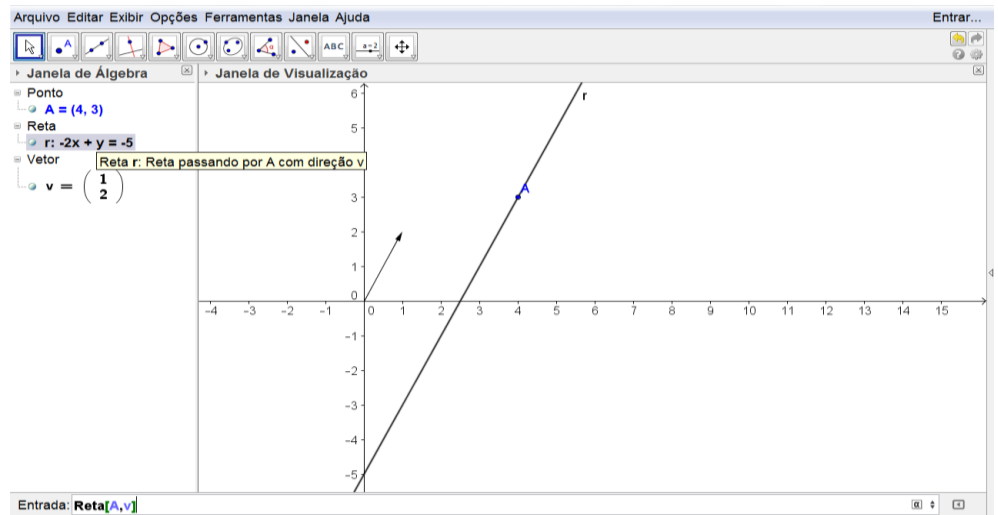 Arquivo Editar Exibir Opções Ferramentas Janela Ajuda Entrar...
A ABC a=2
Janela de Álgebra
Janela de Visualização
Ponto
A = (4, 3)
Reta
r: -2x + y = -5
Reta r: Reta passando por A com direção v
Vetor
v = ( 1
2 )
6
5
3
2
1
0
-1
-2
-3
-4
-5
-4 -3 -2 -1 0 1 2 3 4 5 6 7 8 9 10 11 12 13 14 15
r
A
Entrada: Reta[A,v] α